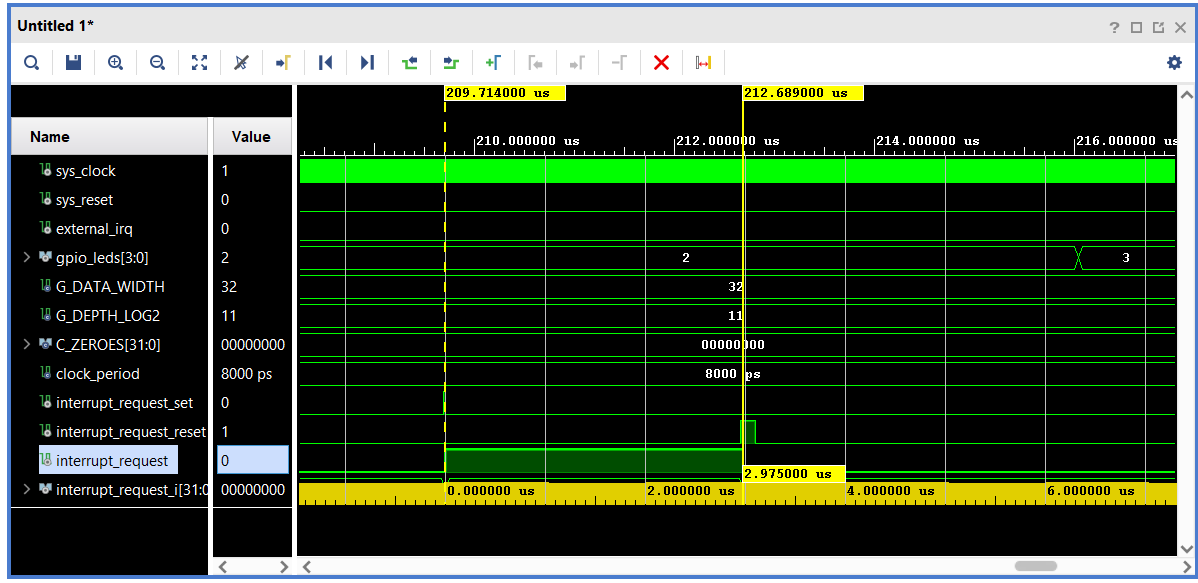 Untitled 1*
209.714000 us 212.689000 us
Name Value
210.000000 us 212.000000 us 214.000000 us 216.000000 us
sys_clock 1
sys_reset 0
external_irq 0
gpio_leds[3:0] 2 2 3
G_DATA_WIDTH 32 32
G_DEPTH_LOG2 11 11
C_ZEROES[31:0] 00000000 00000000
clock_period 8000 ps 8000 ps
interrupt_request_set 0
interrupt_request_reset 1
interrupt_request 0
2.975000 us
interrupt_request_i[31:0 00000000
0.000000 us 2.000000 us 4.000000 us 6.000000 us